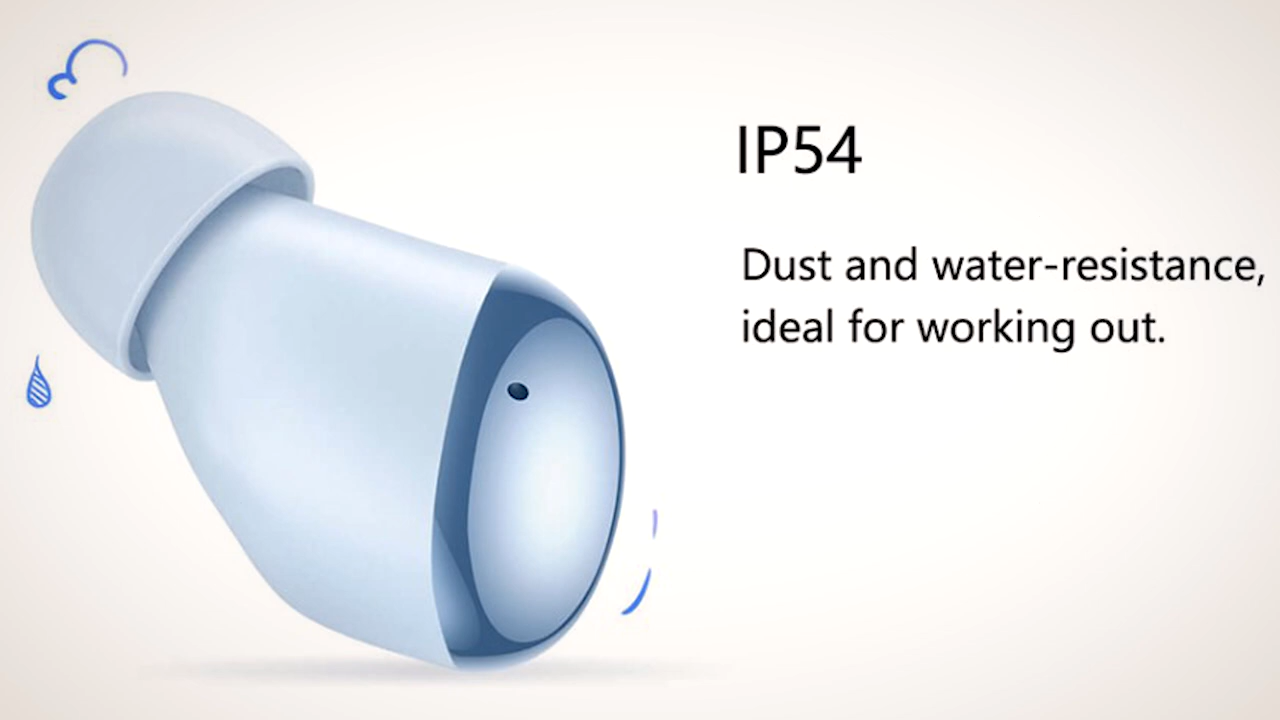 IP54
Dust and water-resistance,
ideal for working out.